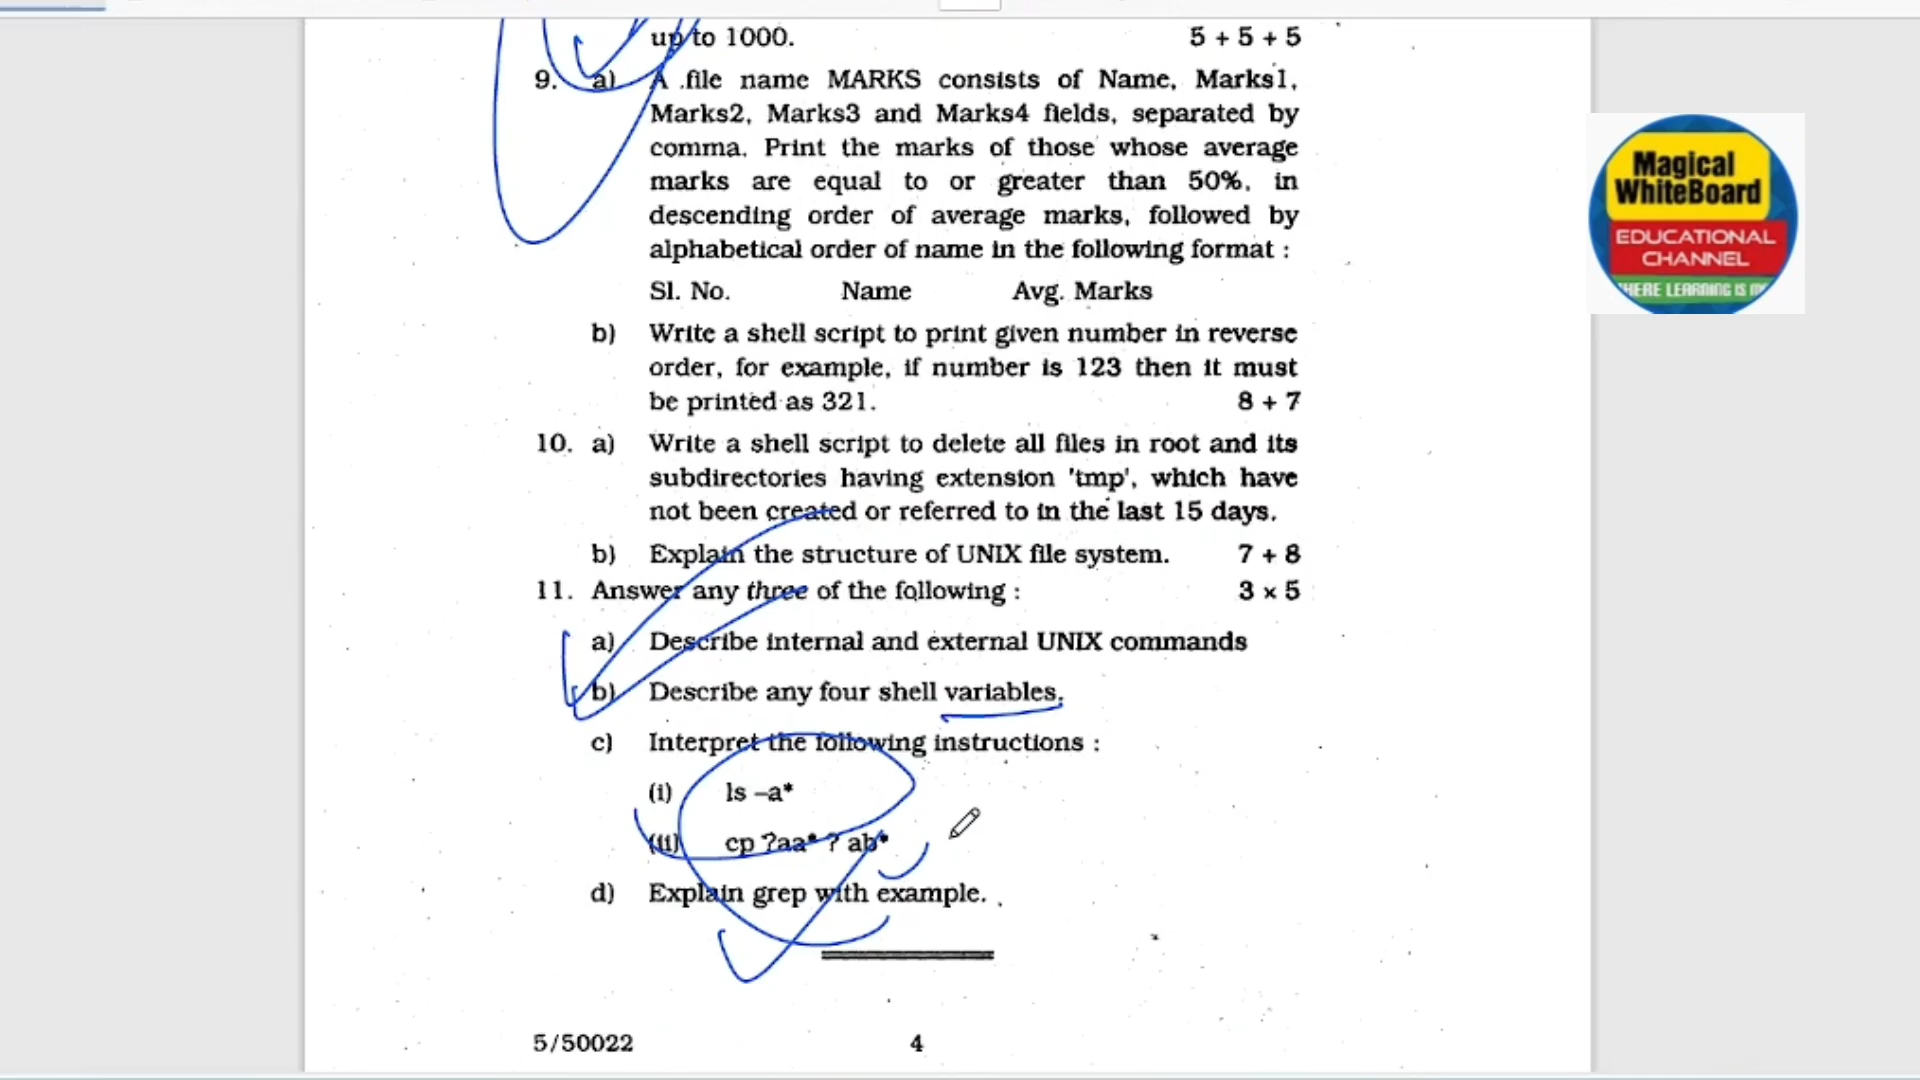 up to 1000. 5 + 5 + 5
9. a) A file name MARKS consists of Name, Marks1,
Marks2, Marks3 and Marks4 fields, separated by
comma. Print the marks of those whose average
marks are equal to or greater than 50%, in
descending order of average marks, followed by
alphabetical order of name in the following format :
Sl. No. Name Avg. Marks
b) Write a shell script to print given number in reverse
order, for example, if number is 123 then it must
be printed as 321. 8 + 7
10. a) Write a shell script to delete all files in root and its
subdirectories having extension 'tmp', which have
not been created or referred to in the last 15 days.
b) Explain the structure of UNIX file system. 7 + 8
11. Answer any three of the following : 3 × 5
a) Describe internal and external UNIX commands
b) Describe any four shell variables.
c) Interpret the following instructions :
(i) ls –a*
(ii) cp ?aa* ? ab*
d) Explain grep with example.
5/50022 4
Magical
WhiteBoard
EDUCATIONAL
CHANNEL
HERE LEARNING IS